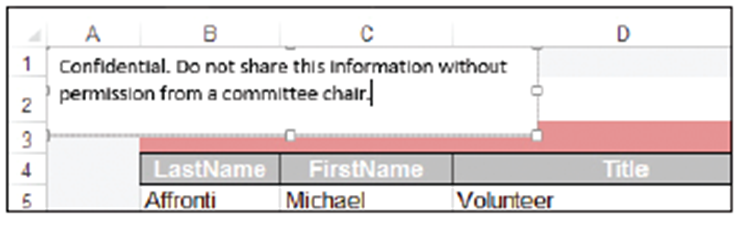 A B C D
1 Confidential. Do not share this information without
2 permission from a committee chair.
3
4 LastName FirstName Title
5 Affronti Michael Volunteer